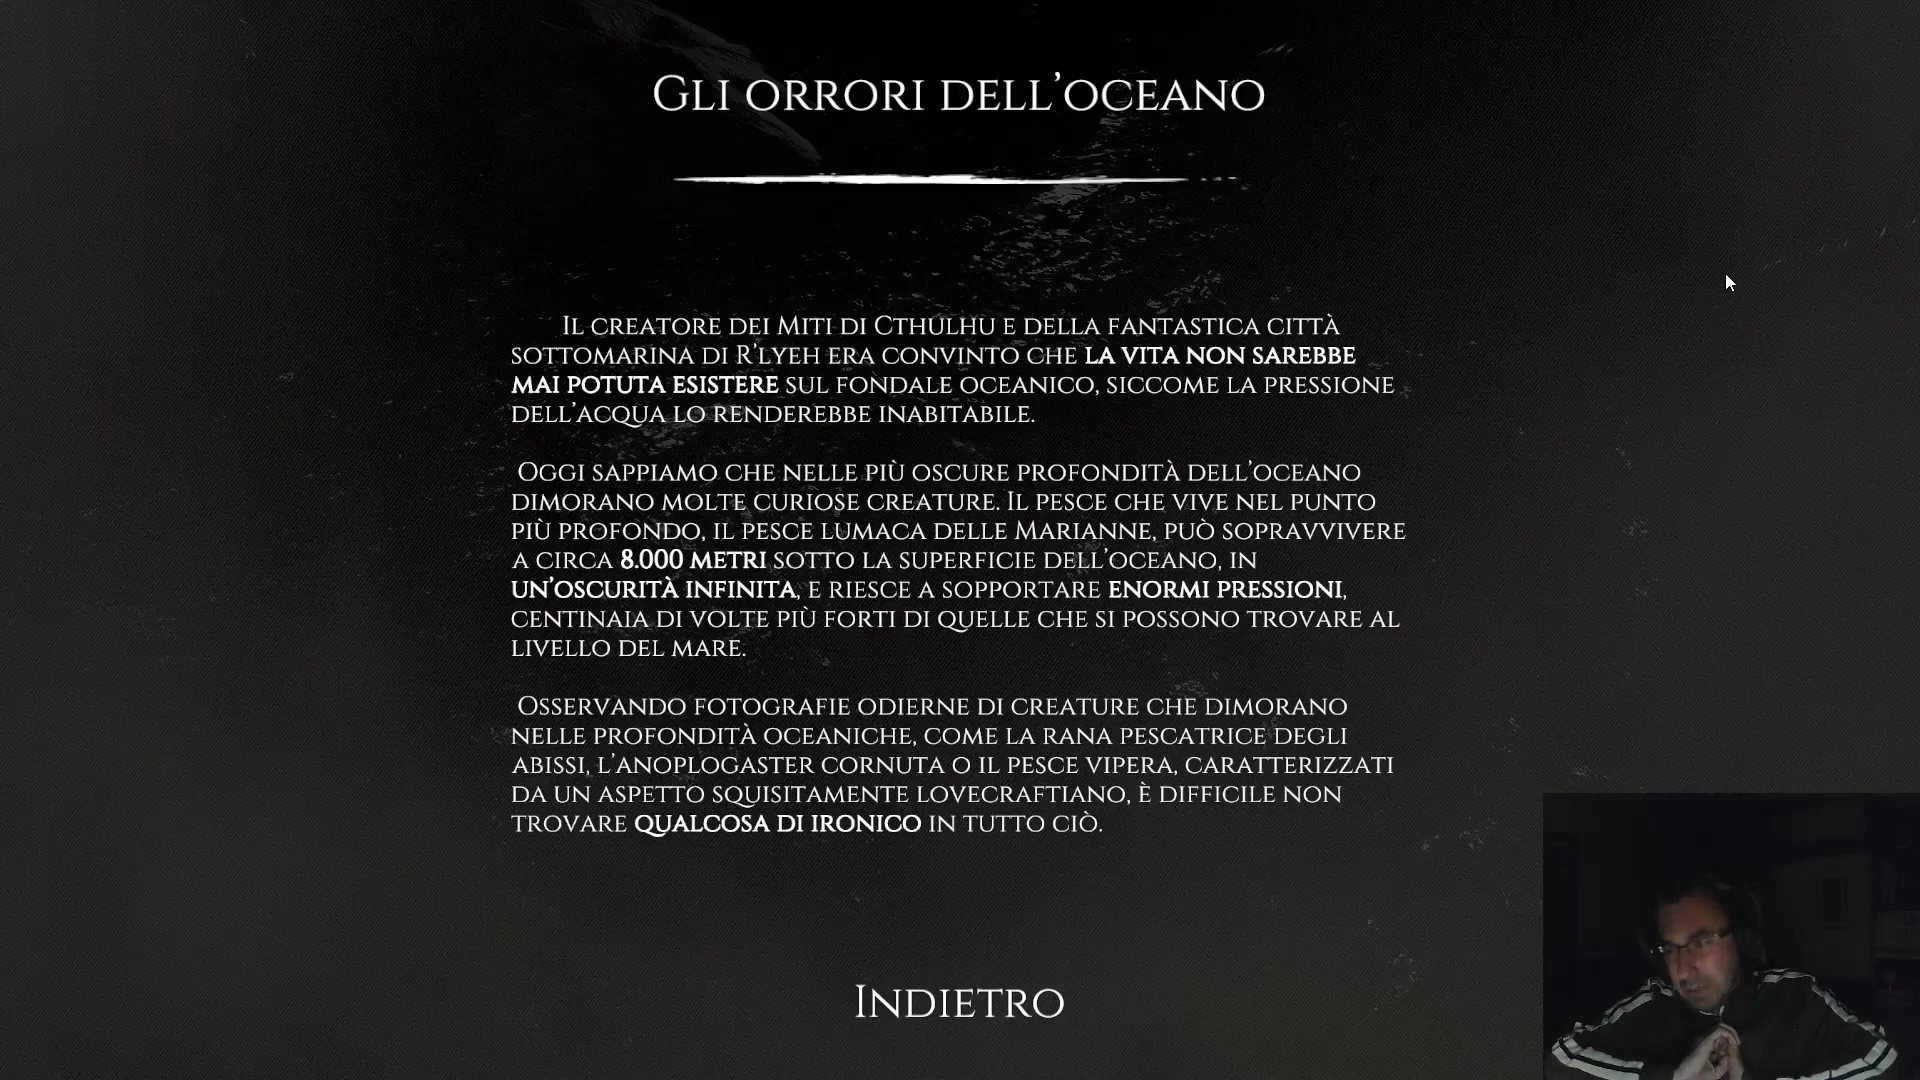 Gli orrori dell'oceano
Il creatore dei Miti di Cthulhu e della fantastica città
sottomarina di R'lyeh era convinto che la vita non sarebbe
mai potuta esistere sul fondale oceanico, siccome la pressione
dell'acqua lo renderebbe inabitabile.
Oggi sappiamo che nelle più oscure profondità dell'oceano
dimorano molte curiose creature. Il pesce che vive nel punto
più profondo, il pesce lumaca delle Marianne, può sopravvivere
a circa 8.000 metri sotto la superficie dell'oceano, in
un'oscurità infinita, e riesce a sopportare enormi pressioni,
centinaia di volte più forti di quelle che si possono trovare al
livello del mare.
Osservando fotografie odierne di creature che dimorano
nelle profondità oceaniche, come la rana pescatrice degli
abissi, l'anoplogaster cornuta o il pesce vipera, caratterizzati
da un aspetto squisitamente lovecraftiano, è difficile non
trovare qualcosa di ironico in tutto ciò.
Indietro